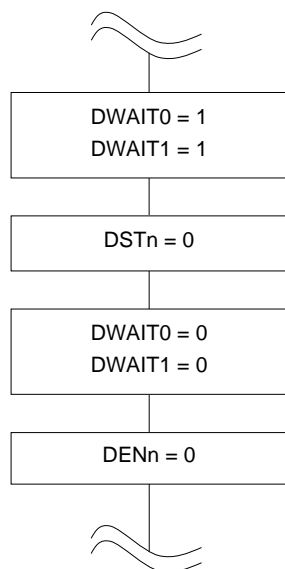 DWAIT0 = 1
DWAIT1 = 1
DSTn = 0
DWAIT0 = 0
DWAIT1 = 0
DENn = 0